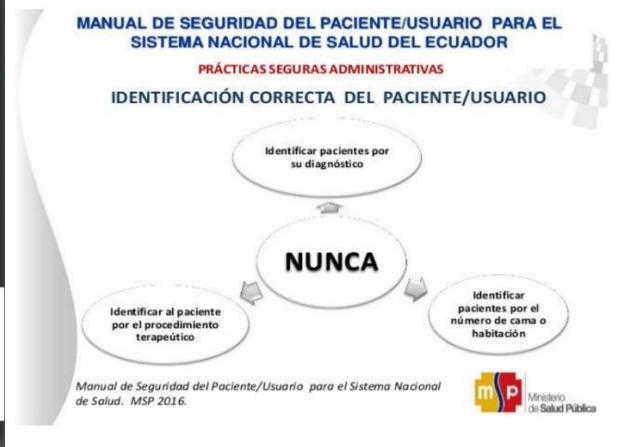 MANUAL DE SEGURIDAD DEL PACIENTE/USUARIO PARA EL
SISTEMA NACIONAL DE SALUD DEL ECUADOR
PRÁCTICAS SEGURAS ADMINISTRATIVAS
IDENTIFICACIÓN CORRECTA DEL PACIENTE/USUARIO
Identificar pacientes por
su diagnóstico
NUNCA
Identificar al paciente
por el procedimiento
terapeútico
Identificar
pacientes por el
número de cama o
habitación
Manual de Seguridad del Paciente/Usuario para el Sistema Nacional
de Salud. MSP 2016.
msp
Ministerio
de Salud Pública